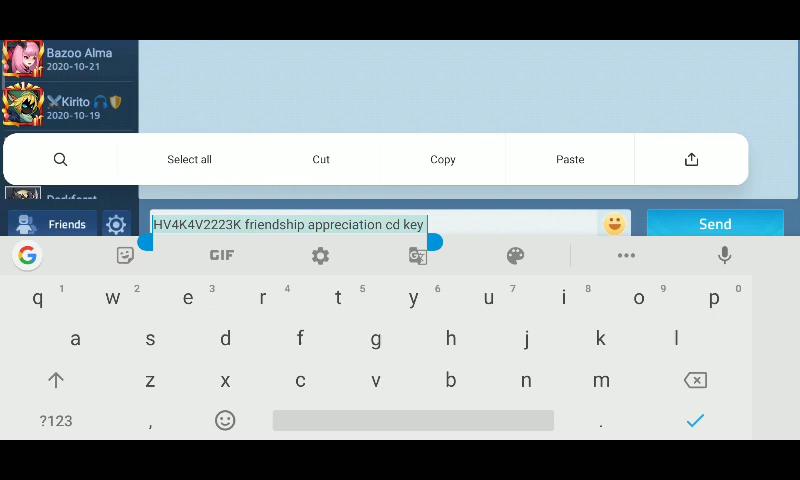 Bazoo Alma
2020-10-21
Kirito
2020-10-19
Select all
Cut
Copy
Paste
Friends
HV4K4V2223K friendship appreciation cd key
Send
G
GIF
q 1 w 2 e 3 r 4 t 5 y 6 u 7 i 8 o 9 p 0
a s d f g h j k l
z x c v b n m
?123 , .